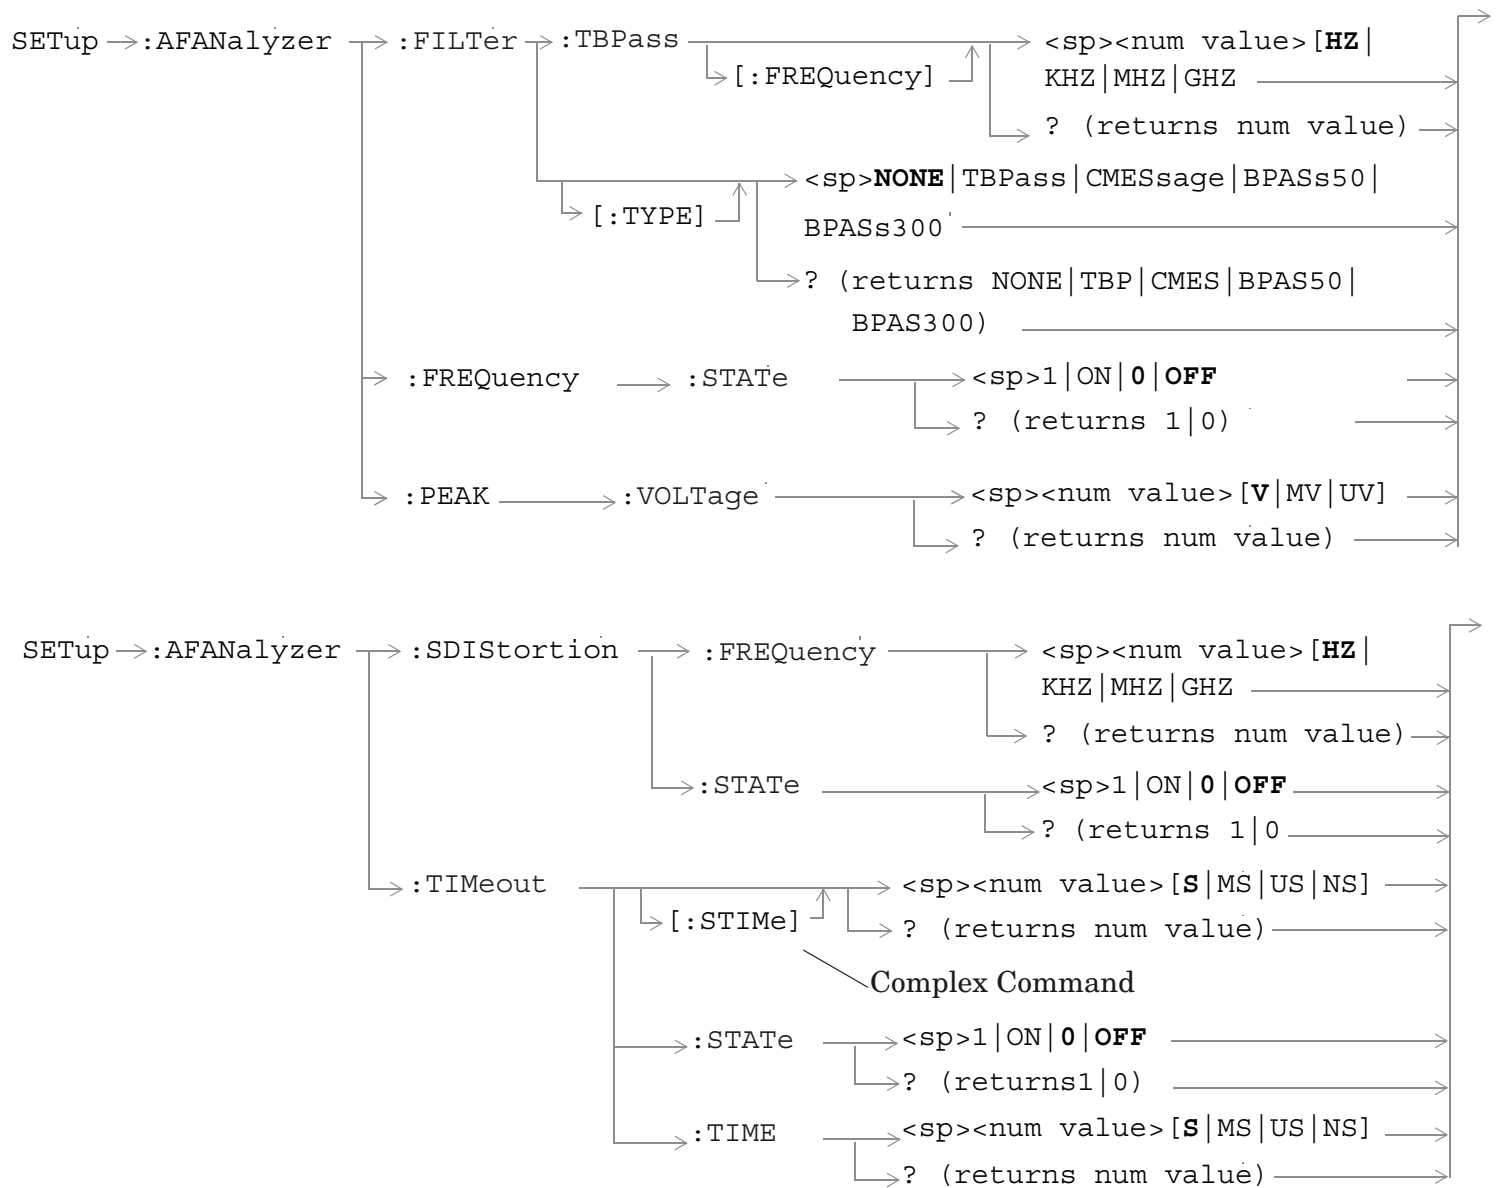 SETup :AFANalyzer :FILTer :TBPass <sp><num value>[HZ|
[:FREQuency] KHZ|MHZ|GHZ
? (returns num value)
<sp>NONE|TBPass|CMESsage|BPASs50|
[:TYPE] BPASs300
? (returns NONE|TBP|CMES|BPAS50|
BPAS300)
:FREQuency :STATe <sp>1|ON|0|OFF
? (returns 1|0)
:PEAK :VOLTage <sp><num value>[V|MV|UV]
? (returns num value)
SETup :AFANalyzer :SDIStortion :FREQuency <sp><num value>[HZ|
KHZ|MHZ|GHZ
? (returns num value)
:STATe <sp>1|ON|0|OFF
? (returns 1|0
:TIMeout <sp><num value>[S|MS|US|NS]
[:STIMe] ? (returns num value)
Complex Command
:STATe <sp>1|ON|0|OFF
? (returns1|0)
:TIME <sp><num value>[S|MS|US|NS]
? (returns num value)